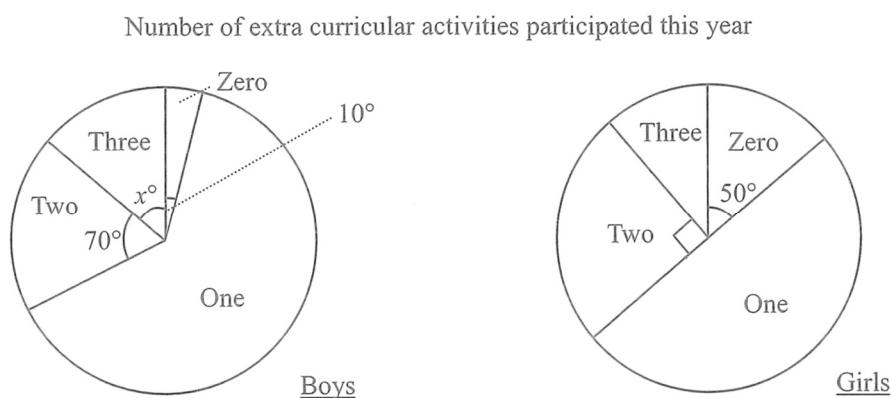 Number of extra curricular activities participated this year
Zero
10°
Three
x°
Two
70°
One
Boys
Three
Zero
50°
Two
One
Girls